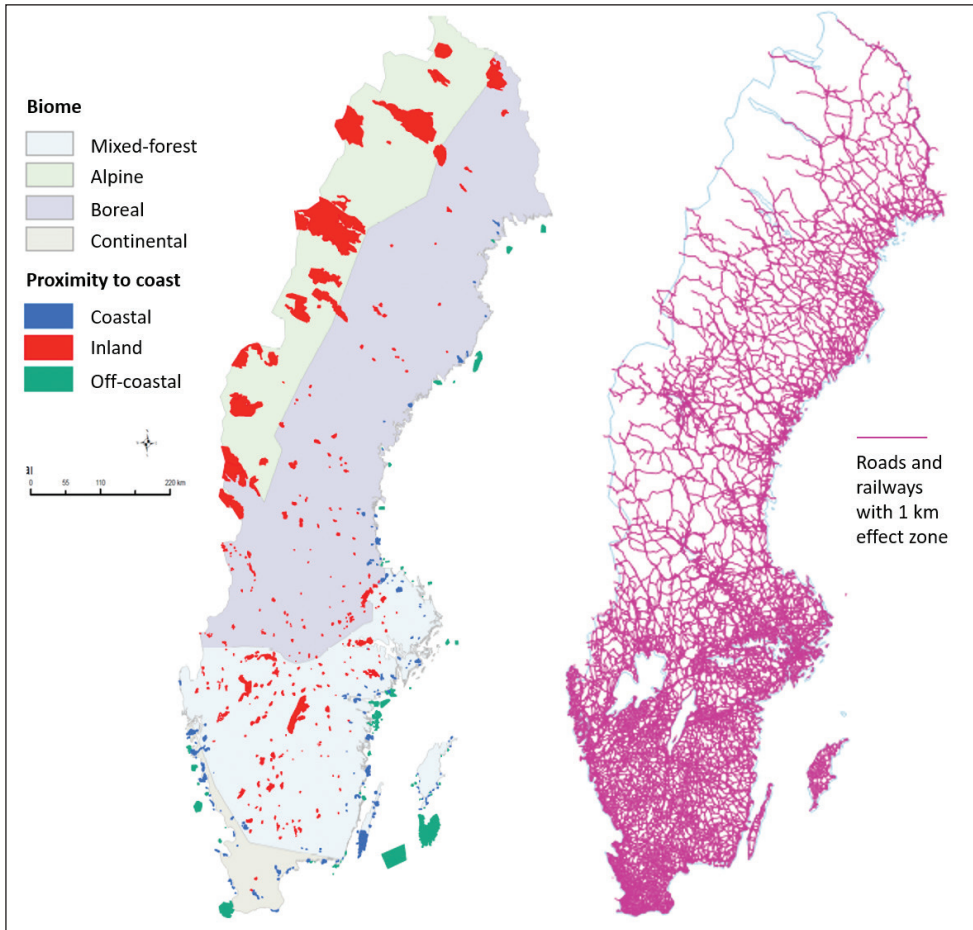 Biome
Mixed-forest
Alpine
Boreal
Continental
Proximity to coast
Coastal
Inland
Off-coastal
0 55 110 220 km
Roads and
railways
with 1 km
effect zone